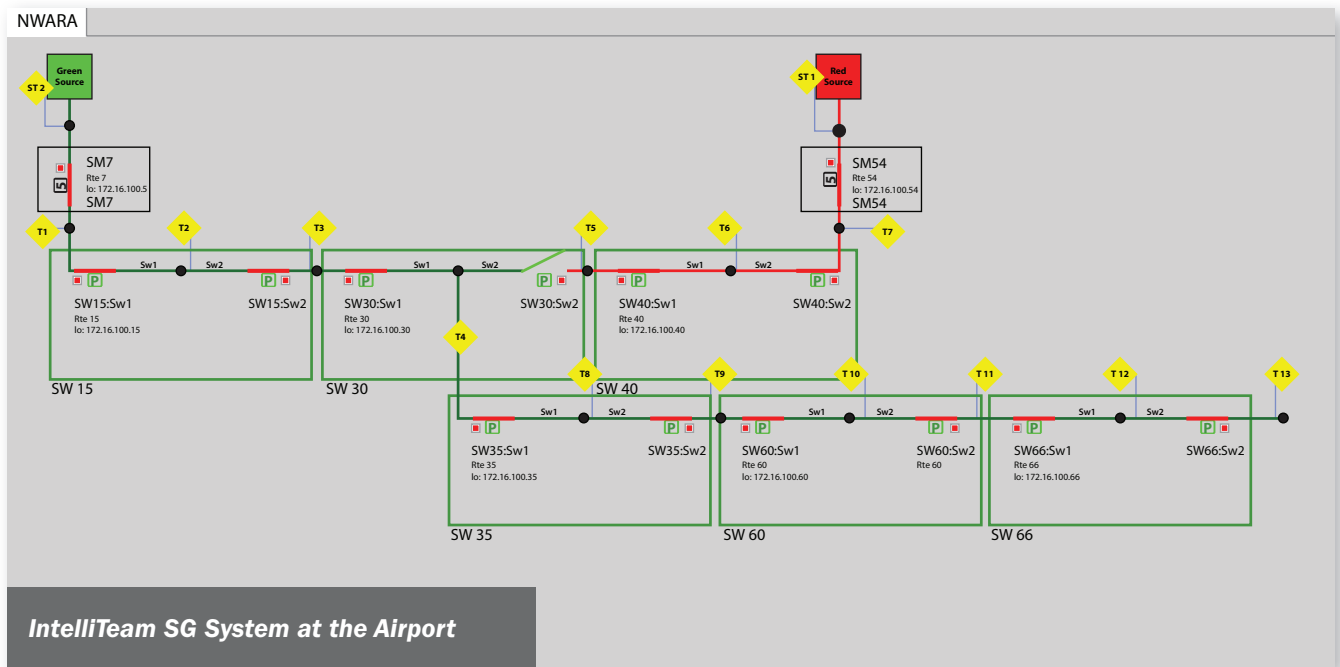 NWARA
Green
Source
ST 2
Red
Source
ST 1
SM7
Rte 7
lo: 172.16.100.5
SM7
5
SM54
Rte 54
lo: 172.16.100.54
SM54
5
T1
T2
T3
T5
T6
T7
Sw1
Sw2
Sw1
Sw2
Sw1
Sw2
P
P
P
P
P
P
SW15:Sw1
SW15:Sw2
SW30:Sw1
SW30:Sw2
SW40:Sw1
SW40:Sw2
Rte 15
lo: 172.16.100.15
Rte 30
lo: 172.16.100.30
Rte 40
lo: 172.16.100.40
T4
SW 15
SW 30
SW 40
T8
T9
T 10
T 11
T 12
T 13
Sw1
Sw2
Sw1
Sw2
Sw1
Sw2
P
P
P
P
P
P
SW35:Sw1
SW35:Sw2
SW60:Sw1
SW60:Sw2
SW66:Sw1
SW66:Sw2
Rte 35
lo: 172.16.100.35
Rte 60
lo: 172.16.100.60
Rte 60
Rte 66
lo: 172.16.100.66
SW 35
SW 60
SW 66
IntelliTeam SG System at the Airport